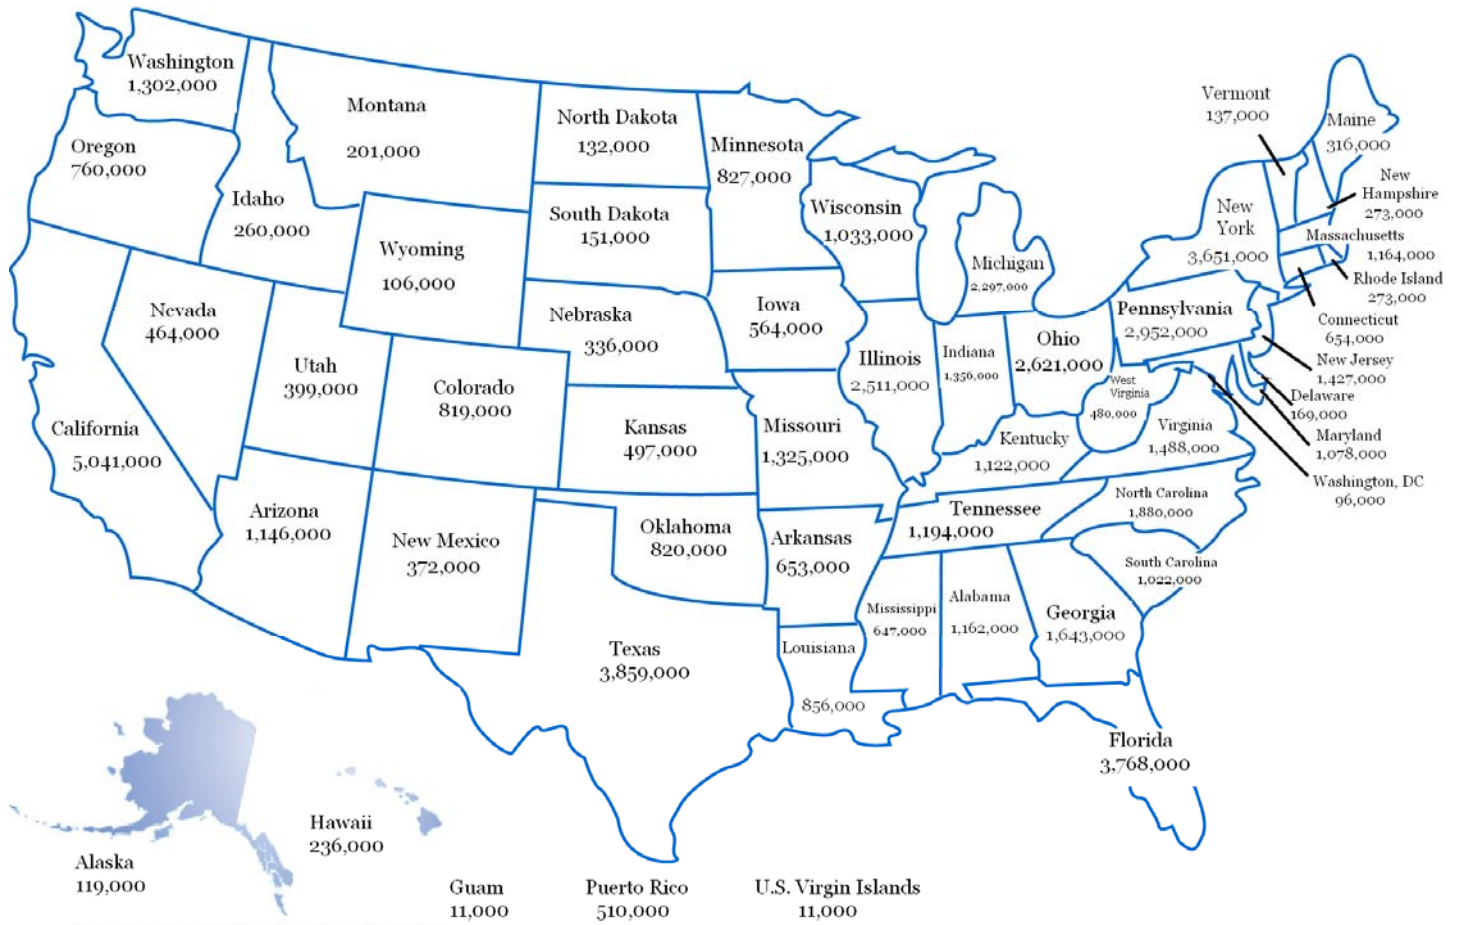 Washington
1,302,000
Oregon
760,000
Idaho
260,000
Montana
201,000
Wyoming
106,000
North Dakota
132,000
South Dakota
151,000
Minnesota
827,000
Wisconsin
1,033,000
Michigan
2,297,000
Vermont
137,000
Maine
316,000
New
Hampshire
273,000
New
York
3,651,000
Massachusetts
1,164,000
Rhode Island
273,000
Connecticut
654,000
New Jersey
1,427,000
Delaware
169,000
Maryland
1,078,000
Washington, DC
96,000
Pennsylvania
2,952,000
Nevada
464,000
Utah
399,000
California
5,041,000
Colorado
819,000
Nebraska
336,000
Iowa
564,000
Illinois
2,511,000
Indiana
1,356,000
Ohio
2,621,000
West
Virginia
480,000
Virginia
1,488,000
Kansas
497,000
Missouri
1,325,000
Kentucky
1,122,000
Arizona
1,146,000
New Mexico
372,000
Oklahoma
820,000
Arkansas
653,000
Tennessee
1,194,000
North Carolina
1,880,000
South Carolina
1,022,000
Mississippi
647,000
Alabama
1,162,000
Georgia
1,643,000
Texas
3,859,000
Louisiana
856,000
Florida
3,768,000
Alaska
119,000
Hawaii
236,000
Guam
11,000
Puerto Rico
510,000
U.S. Virgin Islands
11,000